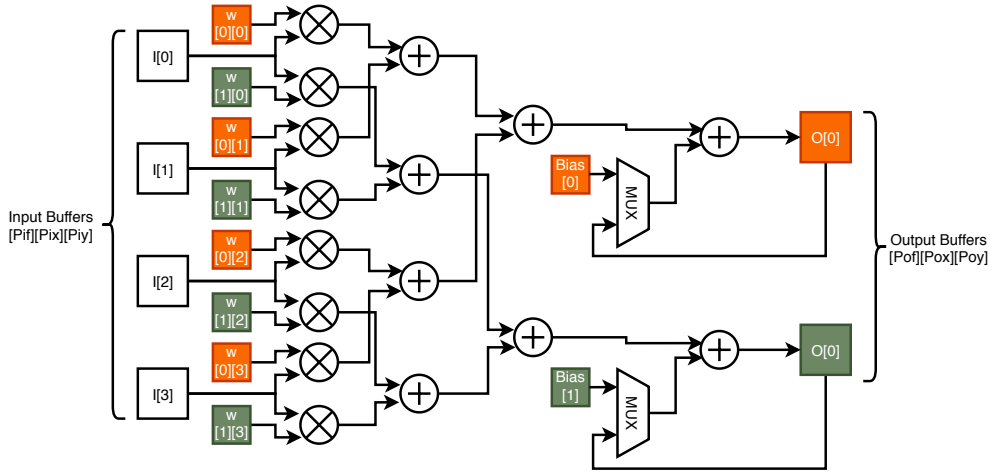 w
[0][0]
I[0]
w
[1][0]
w
[0][1]
I[1]
w
[1][1]
Input Buffers
[Pif][Pix][Piy]
w
[0][2]
I[2]
w
[1][2]
w
[0][3]
I[3]
w
[1][3]
Bias
[0]
MUX
O[0]
Output Buffers
[Pof][Pox][Poy]
Bias
[1]
MUX
O[0]